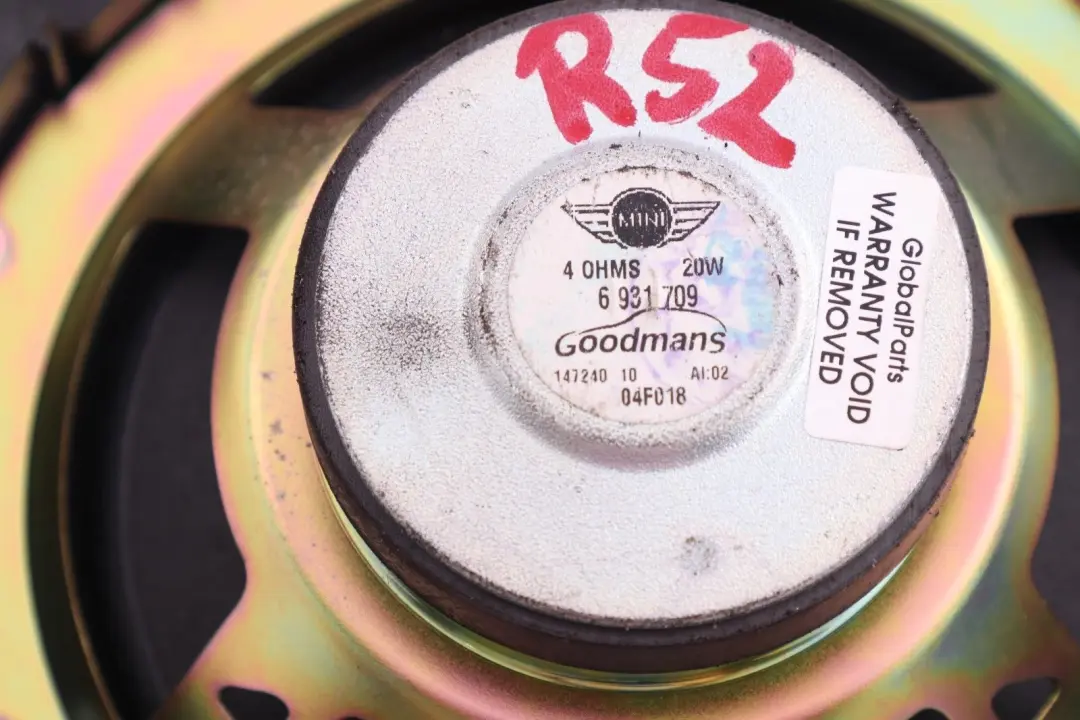 R52
MINI
4 OHMS 20W
6 931 709
Goodmans
147240 10 AI:02
04F018
GlobalParts
WARRANTY VOID
IF REMOVED